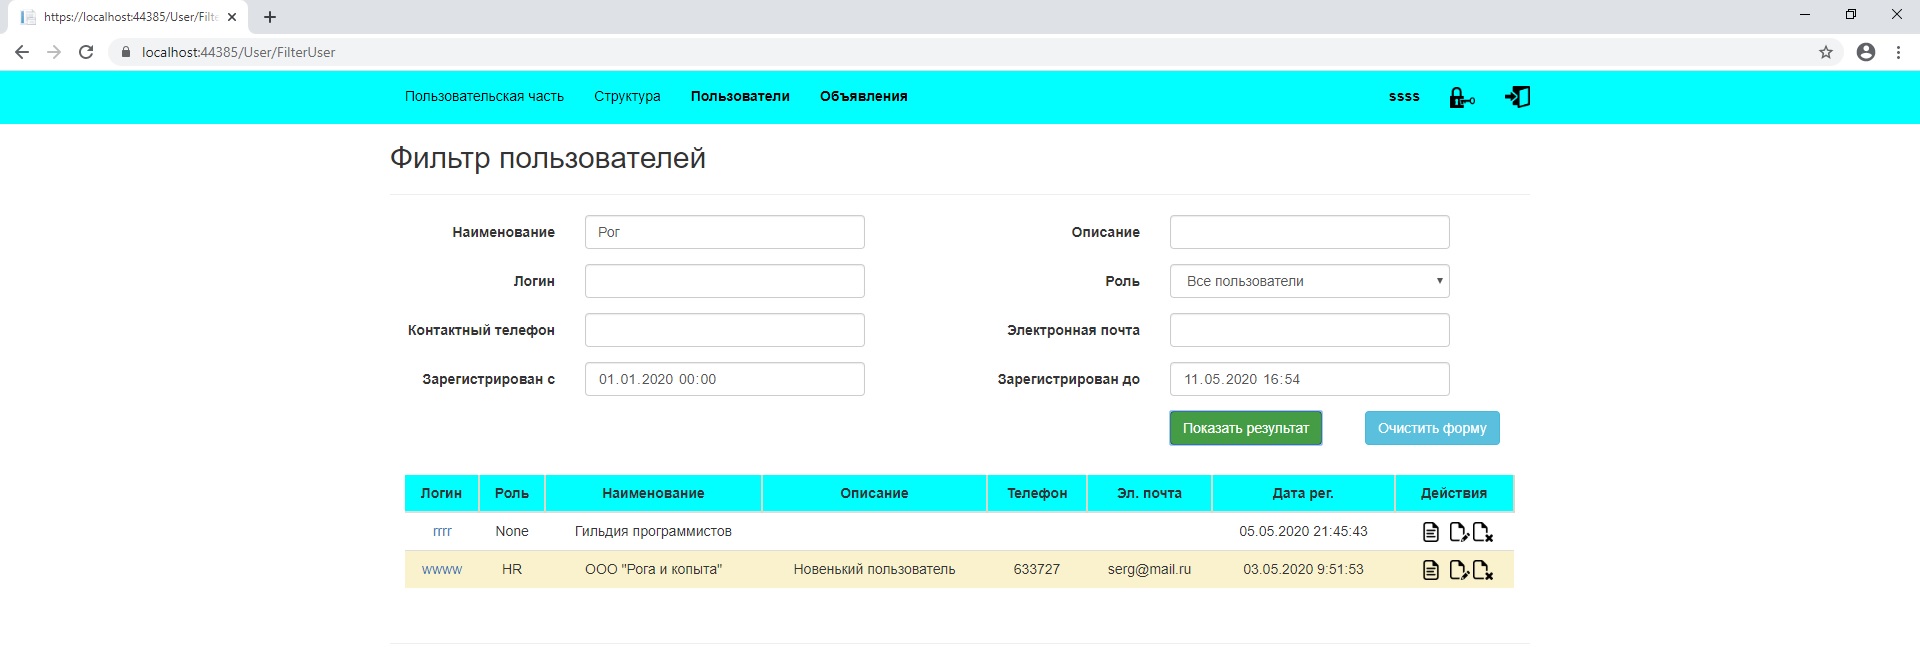 https://localhost:44385/User/Filte
localhost:44385/User/FilterUser
Пользовательская часть Структура Пользователи Объявления ssss
Фильтр пользователей
Наименование Рог Описание
Логин Роль Все пользователи
Контактный телефон Электронная почта
Зарегистрирован с 01.01.2020 00:00 Зарегистрирован до 11.05.2020 16:54
Показать результат Очистить форму
Логин Роль Наименование Описание Телефон Эл. почта Дата рег. Действия
rrrr None Гильдия программистов 05.05.2020 21:45:43
wwww HR ООО "Рога и копыта" Новенький пользователь 633727 serg@mail.ru 03.05.2020 9:51:53